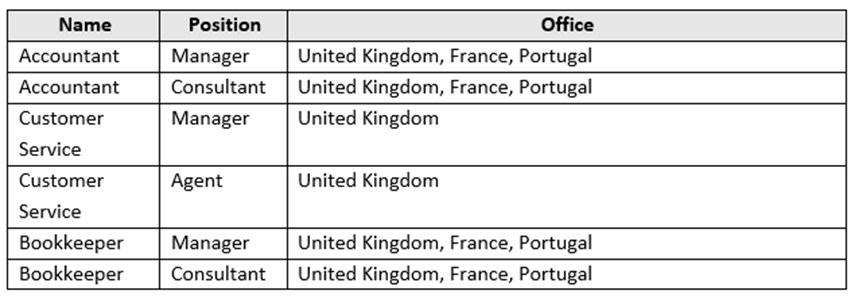 Name Position Office
Accountant Manager United Kingdom, France, Portugal
Accountant Consultant United Kingdom, France, Portugal
Customer Service Manager United Kingdom
Customer Service Agent United Kingdom
Bookkeeper Manager United Kingdom, France, Portugal
Bookkeeper Consultant United Kingdom, France, Portugal